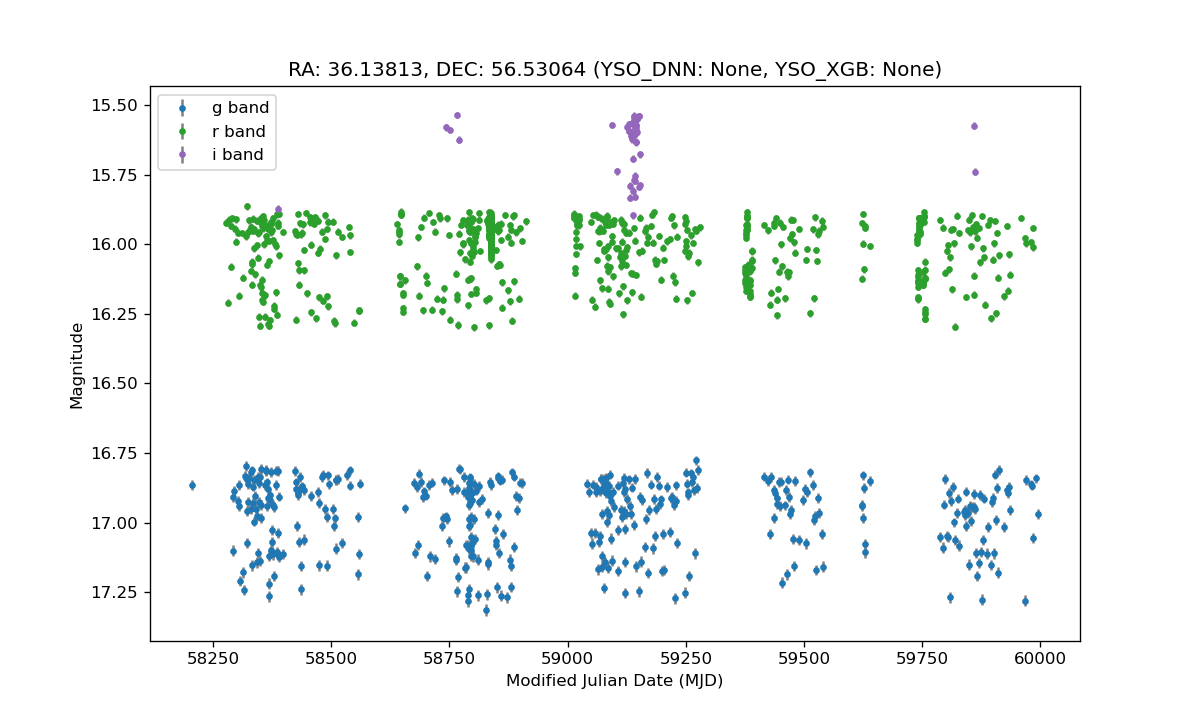 RA: 36.13813, DEC: 56.53064 (YSO_DNN: None, YSO_XGB: None)
g band
r band
i band
15.50
15.75
16.00
16.25
16.50
16.75
17.00
17.25
Magnitude
58250 58500 58750 59000 59250 59500 59750 60000
Modified Julian Date (MJD)